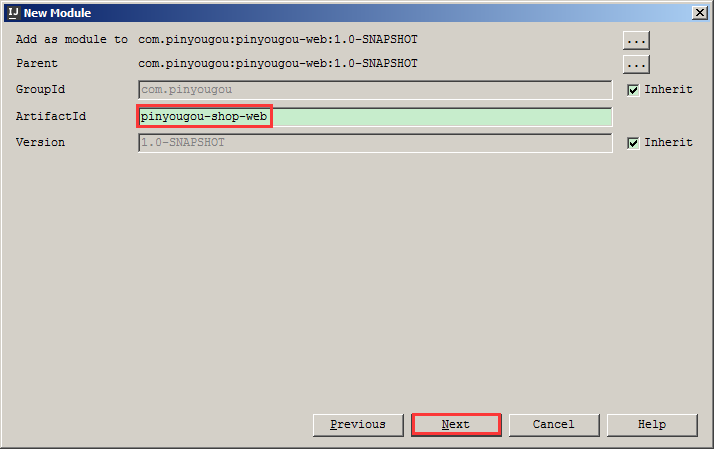 IJ New Module
Add as module to com.pinyougou:pinyougou-web:1.0-SNAPSHOT ...
Parent com.pinyougou:pinyougou-web:1.0-SNAPSHOT ...
GroupId com.pinyougou Inherit
ArtifactId pinyougou-shop-web
Version 1.0-SNAPSHOT Inherit
Previous Next Cancel Help